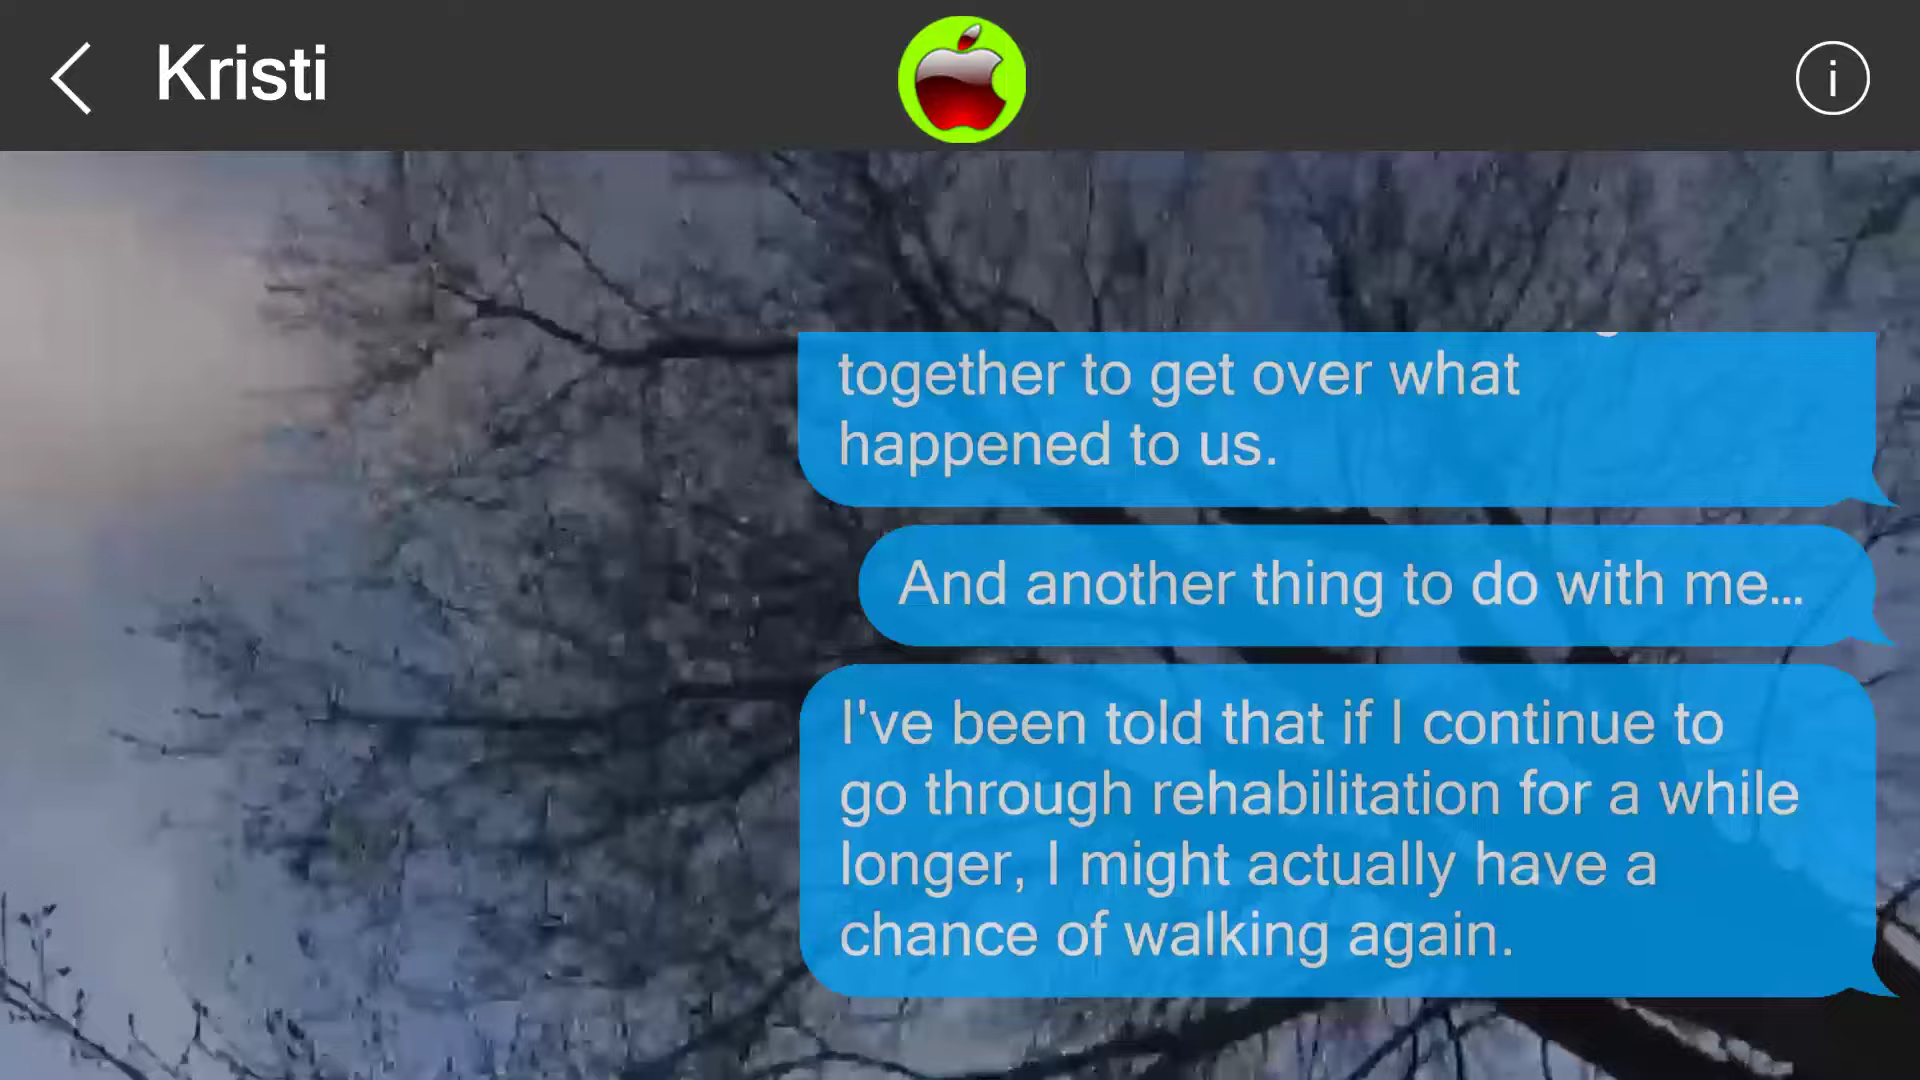 Kristi
i
together to get over what
happened to us.
And another thing to do with me...
I've been told that if I continue to
go through rehabilitation for a while
longer, I might actually have a
chance of walking again.